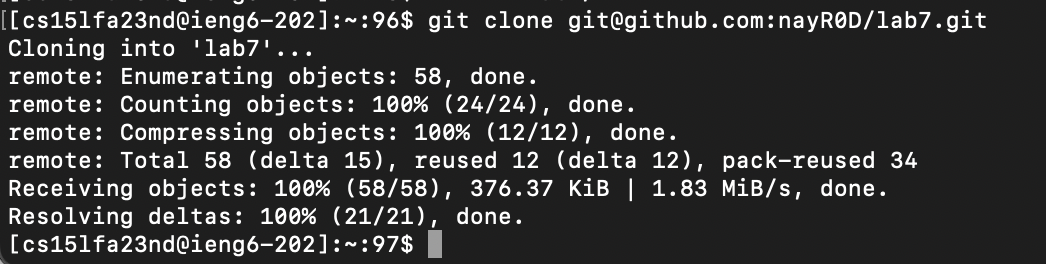 [[cs15lfa23nd@ieng6-202]:~:96$ git clone git@github.com:nayR0D/lab7.git
Cloning into 'lab7'...
remote: Enumerating objects: 58, done.
remote: Counting objects: 100% (24/24), done.
remote: Compressing objects: 100% (12/12), done.
remote: Total 58 (delta 15), reused 12 (delta 12), pack-reused 34
Receiving objects: 100% (58/58), 376.37 KiB | 1.83 MiB/s, done.
Resolving deltas: 100% (21/21), done.
[cs15lfa23nd@ieng6-202]:~:97$